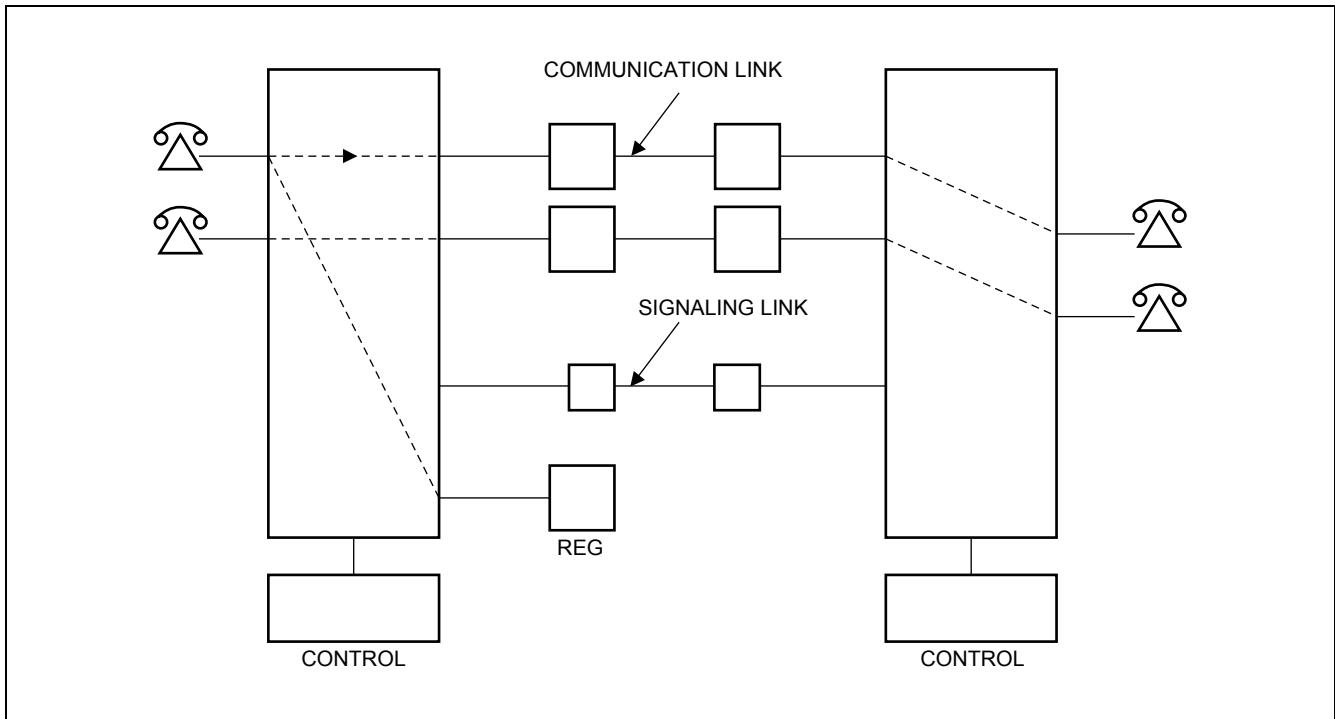 COMMUNICATION LINK
SIGNALING LINK
REG
CONTROL
CONTROL